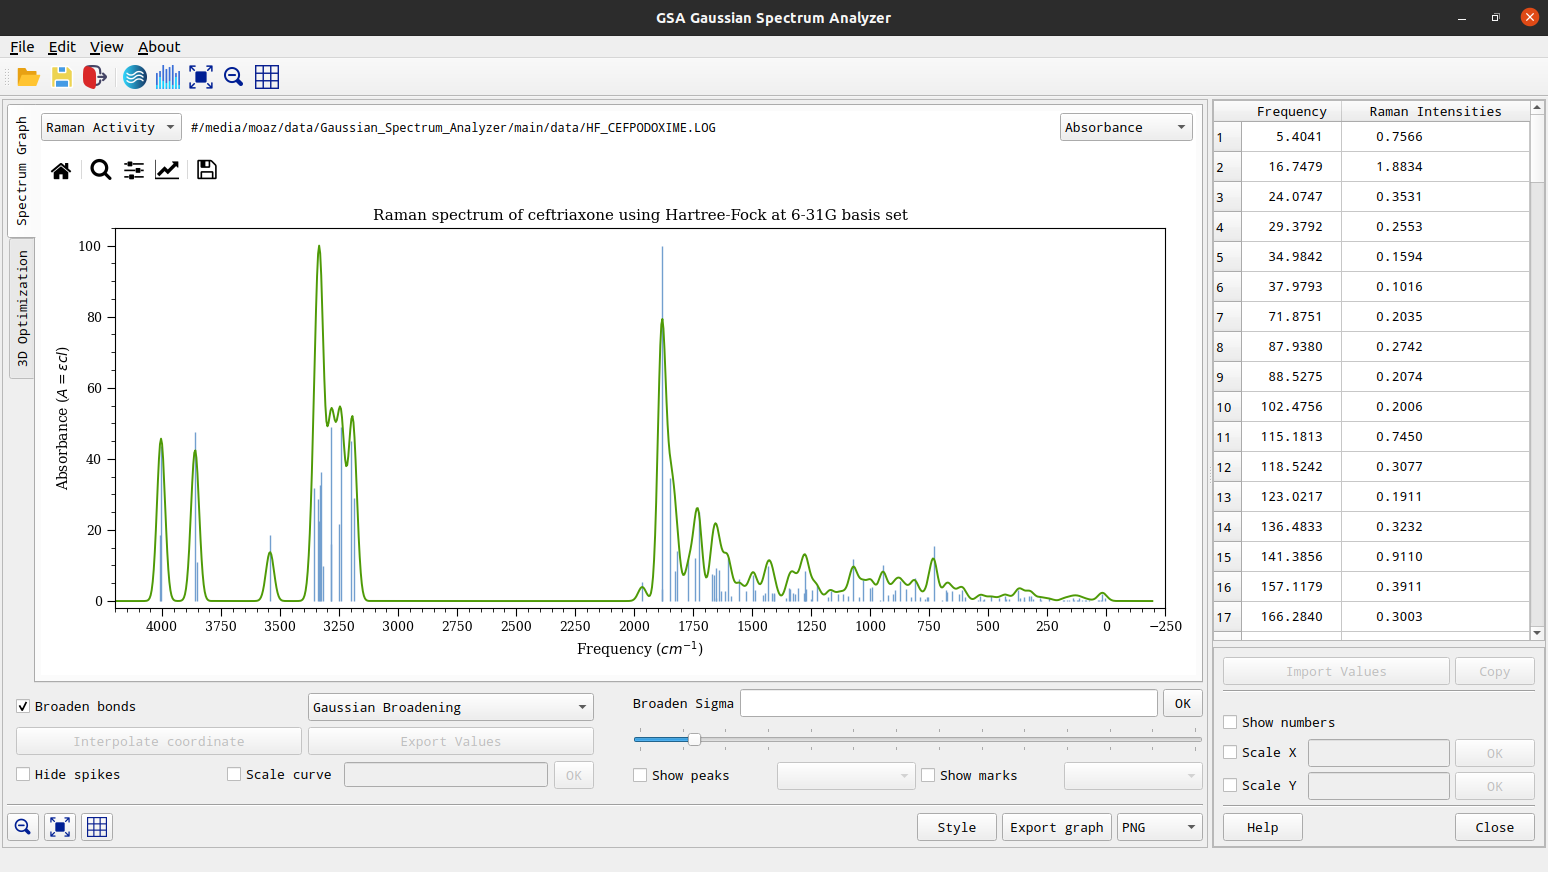 GSA Gaussian Spectrum Analyzer
File Edit View About
Spectrum Graph
3D Optimization
Raman Activity
#/media/moaz/data/Gaussian_Spectrum_Analyzer/main/data/HF_CEFPODOXIME.LOG
Absorbance
Raman spectrum of ceftriaxone using Hartree-Fock at 6-31G basis set
Absorbance (A = εcl)
100
80
60
40
20
0
4000 3750 3500 3250 3000 2750 2500 2250 2000 1750 1500 1250 1000 750 500 250 0 −250
Frequency (cm⁻¹)
Broaden bonds
Gaussian Broadening
Broaden Sigma
OK
Interpolate coordinate
Export Values
Hide spikes
Scale curve
OK
Show peaks
Show marks
Style
Export graph
PNG
Frequency Raman Intensities
1 5.4041 0.7566
2 16.7479 1.8834
3 24.0747 0.3531
4 29.3792 0.2553
5 34.9842 0.1594
6 37.9793 0.1016
7 71.8751 0.2035
8 87.9380 0.2742
9 88.5275 0.2074
10 102.4756 0.2006
11 115.1813 0.7450
12 118.5242 0.3077
13 123.0217 0.1911
14 136.4833 0.3232
15 141.3856 0.9110
16 157.1179 0.3911
17 166.2840 0.3003
Import Values
Copy
Show numbers
Scale X
OK
Scale Y
OK
Help
Close